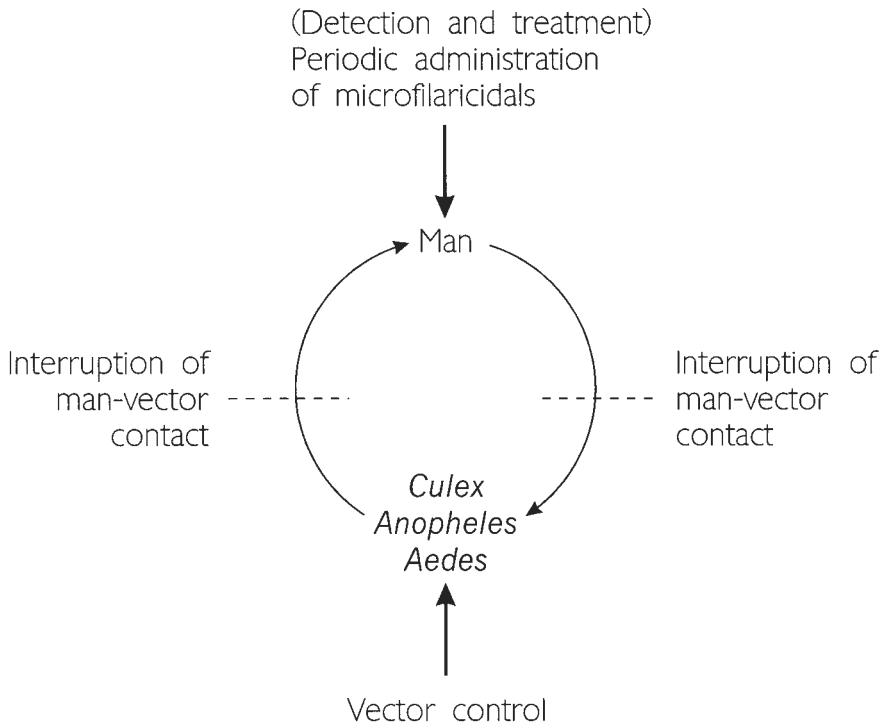 (Detection and treatment)
Periodic administration
of microfilaricidals
Man
Interruption of
man-vector
contact
Interruption of
man-vector
contact
Culex
Anopheles
Aedes
Vector control